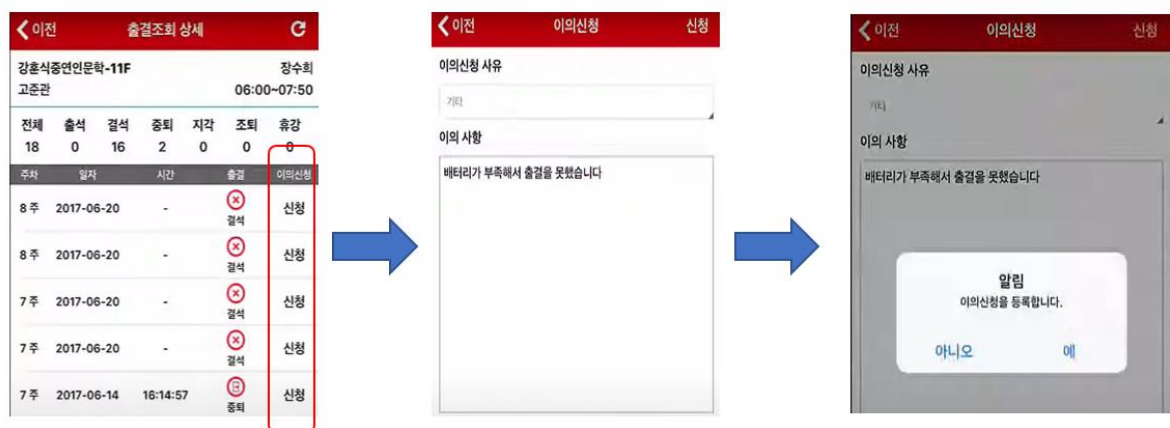 이전 출결조회 상세
강훈식중연인문학-11F 장수희
고준관 06:00~07:50
전체 출석 결석 중퇴 지각 조퇴 휴강
18 0 16 2 0 0 0
주차 일자 시간 출결 이의신청
8 주 2017-06-20 - 결석 신청
8 주 2017-06-20 - 결석 신청
7 주 2017-06-20 - 결석 신청
7 주 2017-06-20 - 결석 신청
7 주 2017-06-14 16:14:57 중퇴 신청
이전 이의신청 신청
이의신청 사유
기타
이의 사항
배터리가 부족해서 출결을 못했습니다
이전 이의신청 신청
이의신청 사유
기타
이의 사항
배터리가 부족해서 출결을 못했습니다
알림
이의신청을 등록합니다.
아니오 예